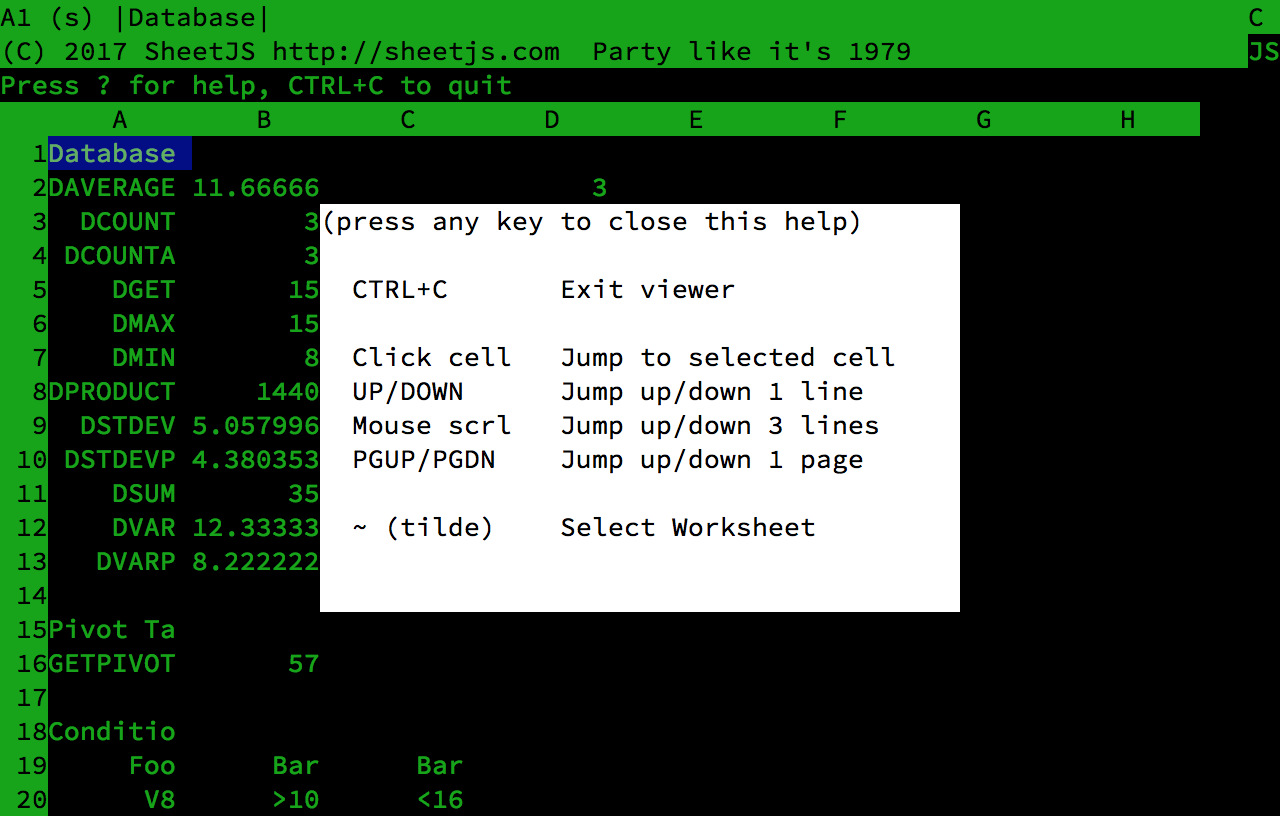 A1 (s) |Database| C
(C) 2017 SheetJS http://sheetjs.com Party like it's 1979 JS
Press ? for help, CTRL+C to quit
A B C D E F G H
1 Database
2 DAVERAGE 11.66666 3
3 DCOUNT 3 (press any key to close this help)
4 DCOUNTA 3
5 DGET 15 CTRL+C Exit viewer
6 DMAX 15
7 DMIN 8 Click cell Jump to selected cell
8 DPRODUCT 1440 UP/DOWN Jump up/down 1 line
9 DSTDEV 5.057996 Mouse scrl Jump up/down 3 lines
10 DSTDEVP 4.380353 PGUP/PGDN Jump up/down 1 page
11 DSUM 35
12 DVAR 12.33333 ~ (tilde) Select Worksheet
13 DVARP 8.222222
14
15 Pivot Ta
16 GETPIVOT 57
17
18 Conditio
19 Foo Bar Bar
20 V8 >10 <16